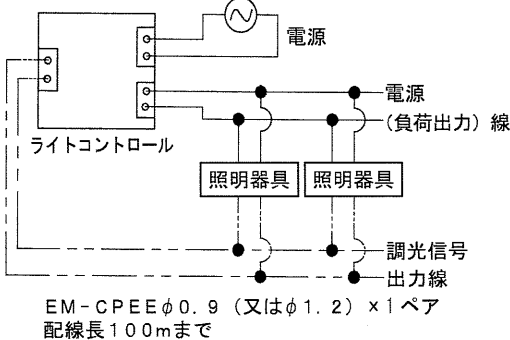 電源
電源
(負荷出力)線
ライトコントロール
照明器具 照明器具
調光信号
出力線
EM-CPEEφ0.9(又はφ1.2)×1ペア
配線長100mまで